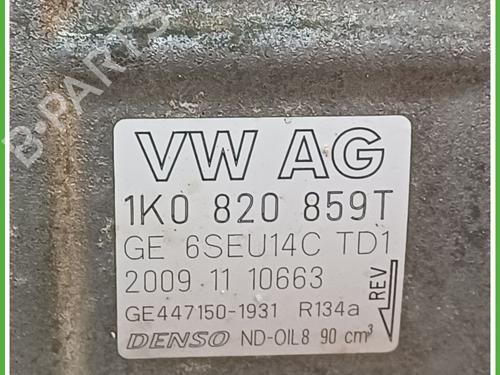 B-PARTS
VW AG
1K0 820 859T
GE 6SEU14C TD1
2009 11 10663
REV
GE447150-1931 R134a
DENSO ND-OIL8 90 cm³